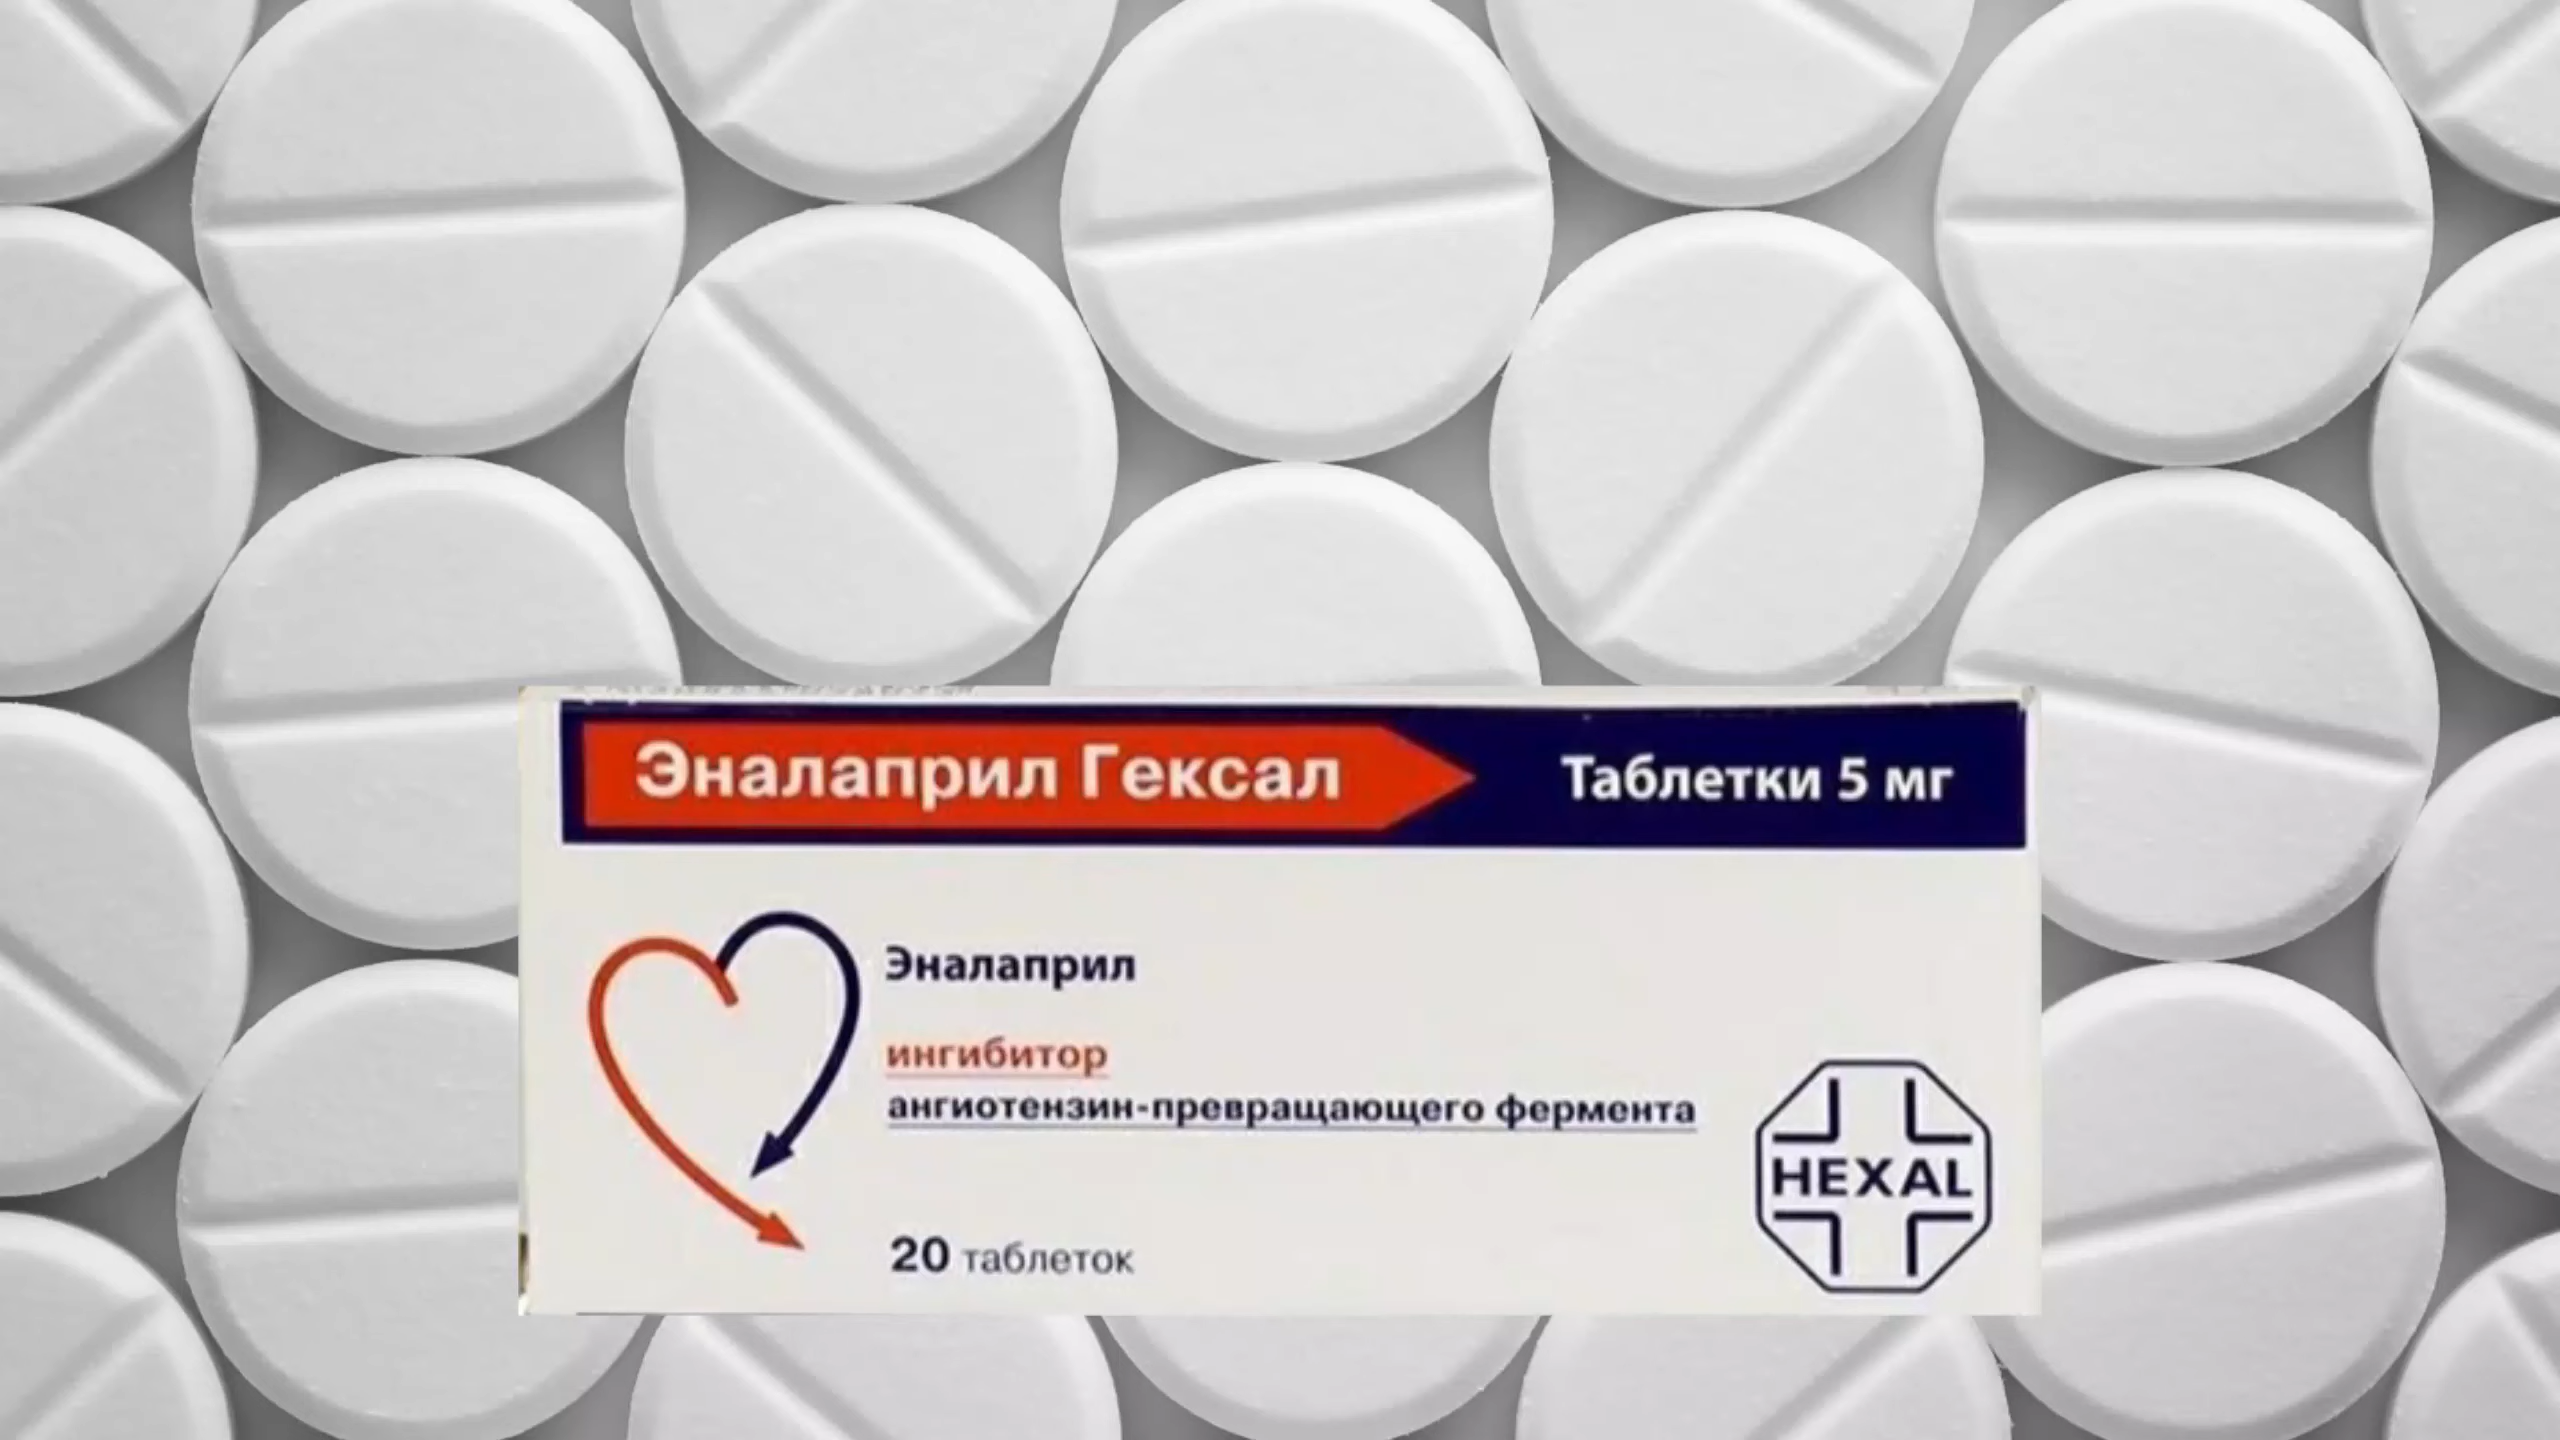 Эналаприл Гексал
Таблетки 5 мг
Эналаприл
ингибитор
ангиотензин-превращающего фермента
20 таблеток
HEXAL